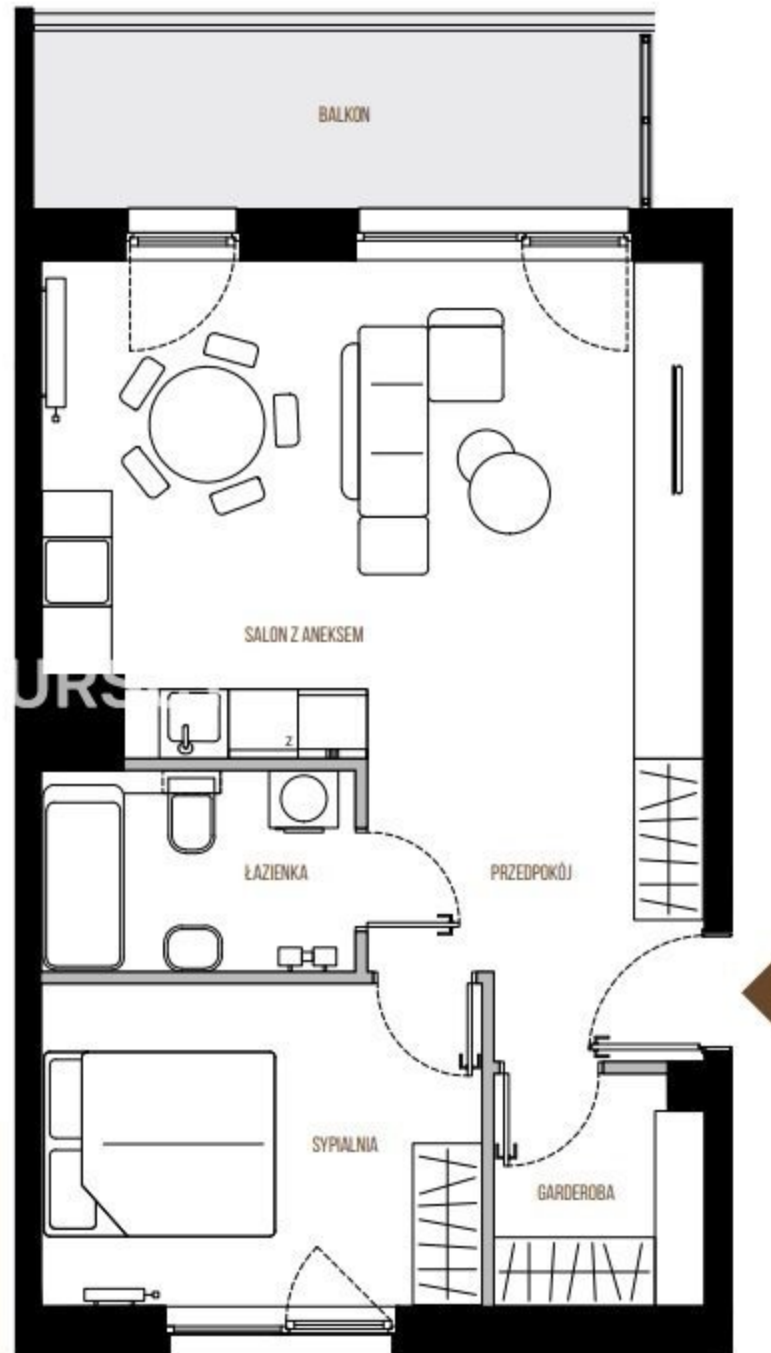 BALKON
SALON Z ANEKSEM
Z
ŁAZIENKA
PRZEDPOKÓJ
SYPIALNIA
GARDEROBA